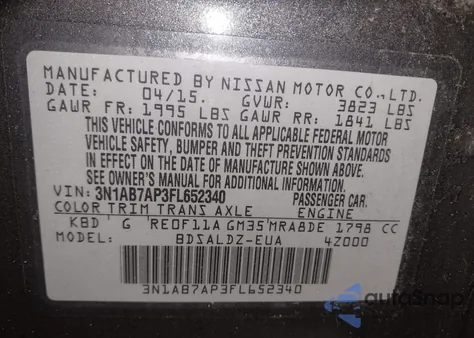 MANUFACTURED BY NISSAN MOTOR CO.,LTD.
DATE: 04/15. GVWR: 3823 LBS
GAWR FR: 1995 LBS GAWR RR: 1841 LBS
THIS VEHICLE CONFORMS TO ALL APPLICABLE FEDERAL MOTOR
VEHICLE SAFETY, BUMPER AND THEFT PREVENTION STANDARDS
IN EFFECT ON THE DATE OF MANUFACTURE SHOWN ABOVE.
SEE OWNER'S MANUAL FOR ADDITIONAL INFORMATION.
VIN: 3N1AB7AP3FL652340 PASSENGER CAR.
COLOR TRIM TRANS AXLE ENGINE
KBD G RE0F11A GM35 MRA8DE 1798 CC
MODEL: BDSALDZ-EUA 4Z000
3N1AB7AP3FL652340
autoSnap